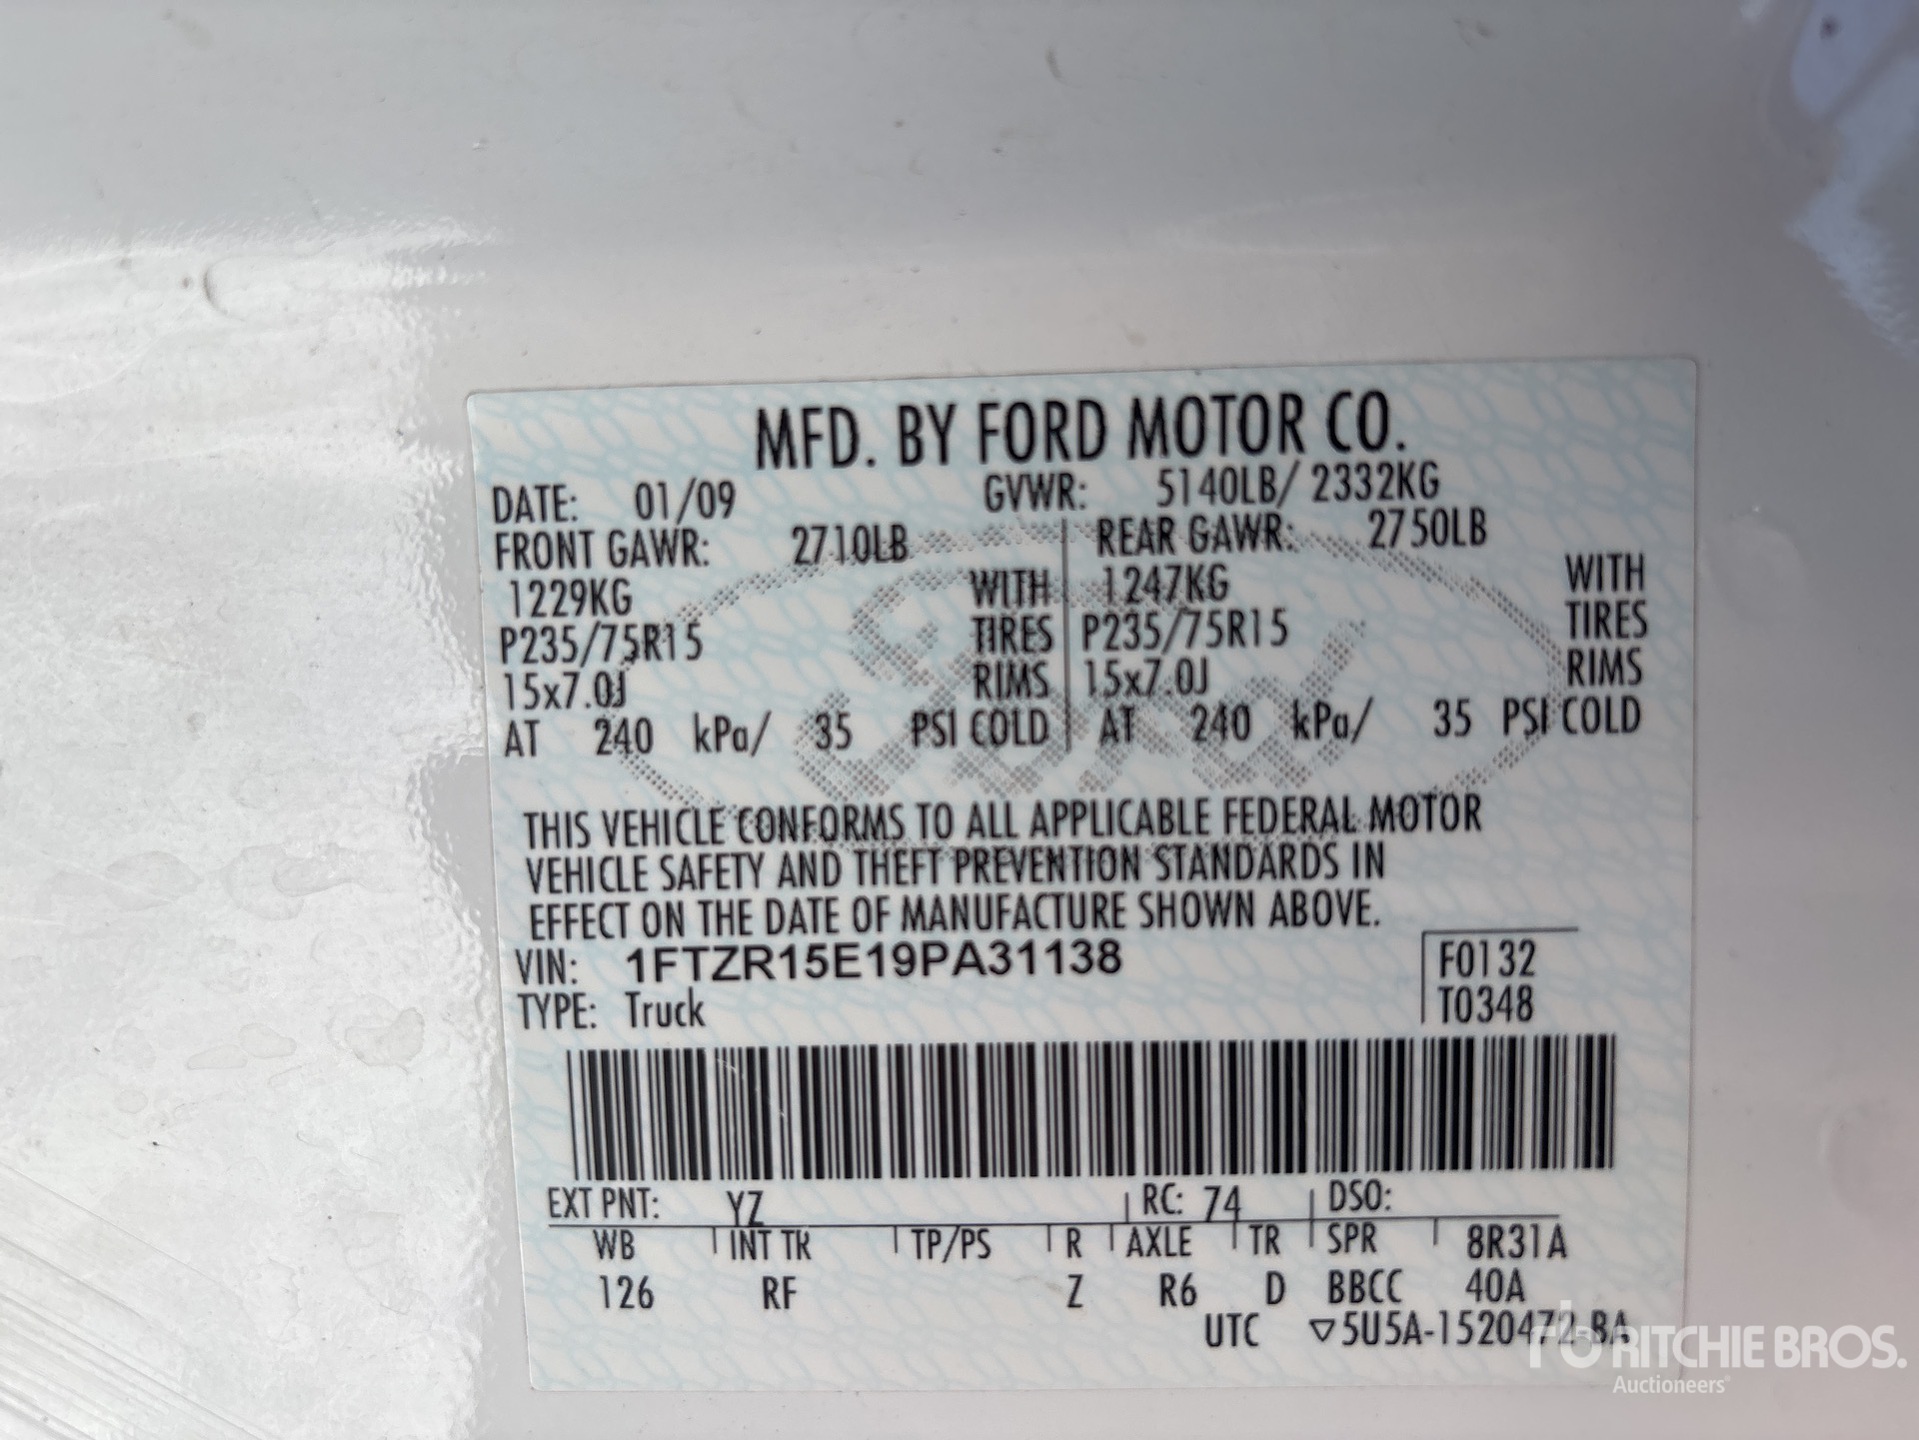 MFD. BY FORD MOTOR CO.
DATE: 01/09 GVWR: 5140LB/ 2332KG
FRONT GAWR: 2710LB REAR GAWR: 2750LB
1229KG WITH 1247KG WITH
P235/75R15 TIRES P235/75R15 TIRES
15x7.0J RIMS 15x7.0J RIMS
AT 240 kPa/ 35 PSI COLD AT 240 kPa/ 35 PSI COLD
THIS VEHICLE CONFORMS TO ALL APPLICABLE FEDERAL MOTOR
VEHICLE SAFETY AND THEFT PREVENTION STANDARDS IN
EFFECT ON THE DATE OF MANUFACTURE SHOWN ABOVE.
VIN: 1FTZR15E19PA31138 F0132
TYPE: Truck T0348
EXT PNT: YZ RC: 74 DSO:
WB INT TR TP/PS R AXLE TR SPR 8R31A
126 RF Z R6 D BBCC 40A
UTC ▽5U5A-1520472-BA
Ford
rb RITCHIE BROS.
Auctioneers